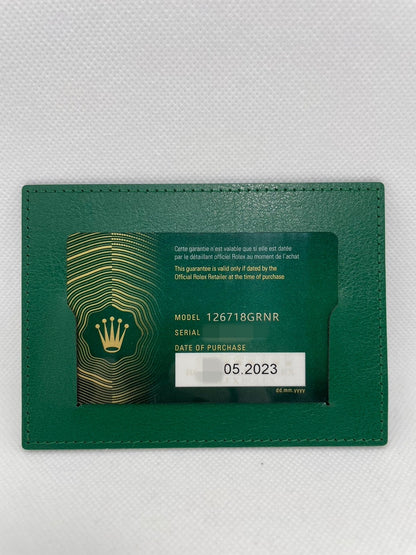 Cette garantie n'est valable que si elle est datée
par le détaillant officiel Rolex au moment de l'achat
This guarantee is valid only if dated by the
Official Rolex Retailer at the time of purchase
MODEL 126718GRNR
SERIAL
DATE OF PURCHASE
05.2023
dd.mm.yyyy